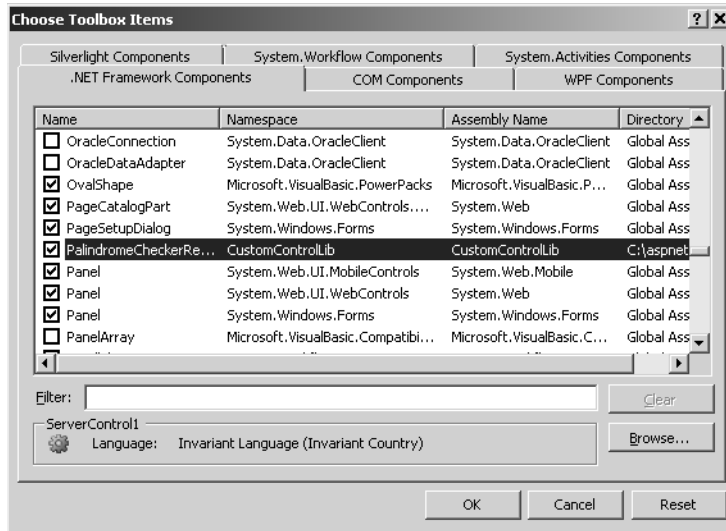 Choose Toolbox Items
Silverlight Components System.Workflow Components System.Activities Components
.NET Framework Components COM Components WPF Components
Name Namespace Assembly Name Directory
OracleConnection System.Data.OracleClient System.Data.OracleClient Global Ass
OracleDataAdapter System.Data.OracleClient System.Data.OracleClient Global Ass
OvalShape Microsoft.VisualBasic.PowerPacks Microsoft.VisualBasic.P... Global Ass
PageCatalogPart System.Web.UI.WebControls.... System.Web Global Ass
PageSetupDialog System.Windows.Forms System.Windows.Forms Global Ass
PalindromeCheckerRe... CustomControlLib CustomControlLib C:\aspnet
Panel System.Web.UI.MobileControls System.Web.Mobile Global Ass
Panel System.Web.UI.WebControls System.Web Global Ass
Panel System.Windows.Forms System.Windows.Forms Global Ass
PanelArray Microsoft.VisualBasic.Compatibi... Microsoft.VisualBasic.C... Global Ass
Filter: Clear
ServerControl1
Language: Invariant Language (Invariant Country) Browse...
OK Cancel Reset